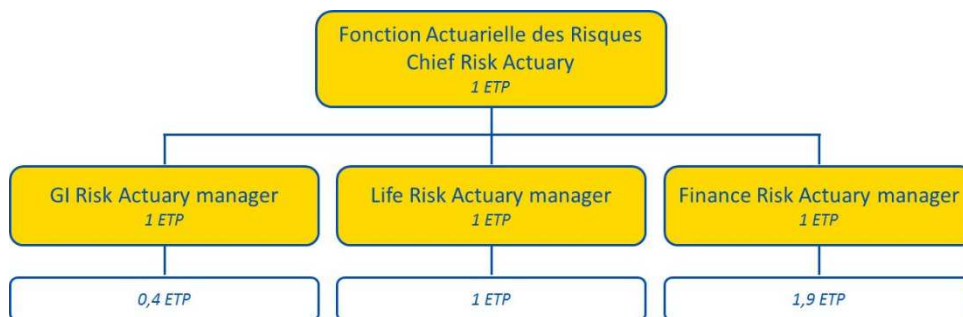 Fonction Actuarielle des Risques
Chief Risk Actuary
1 ETP
GI Risk Actuary manager
1 ETP
Life Risk Actuary manager
1 ETP
Finance Risk Actuary manager
1 ETP
0,4 ETP
1 ETP
1,9 ETP